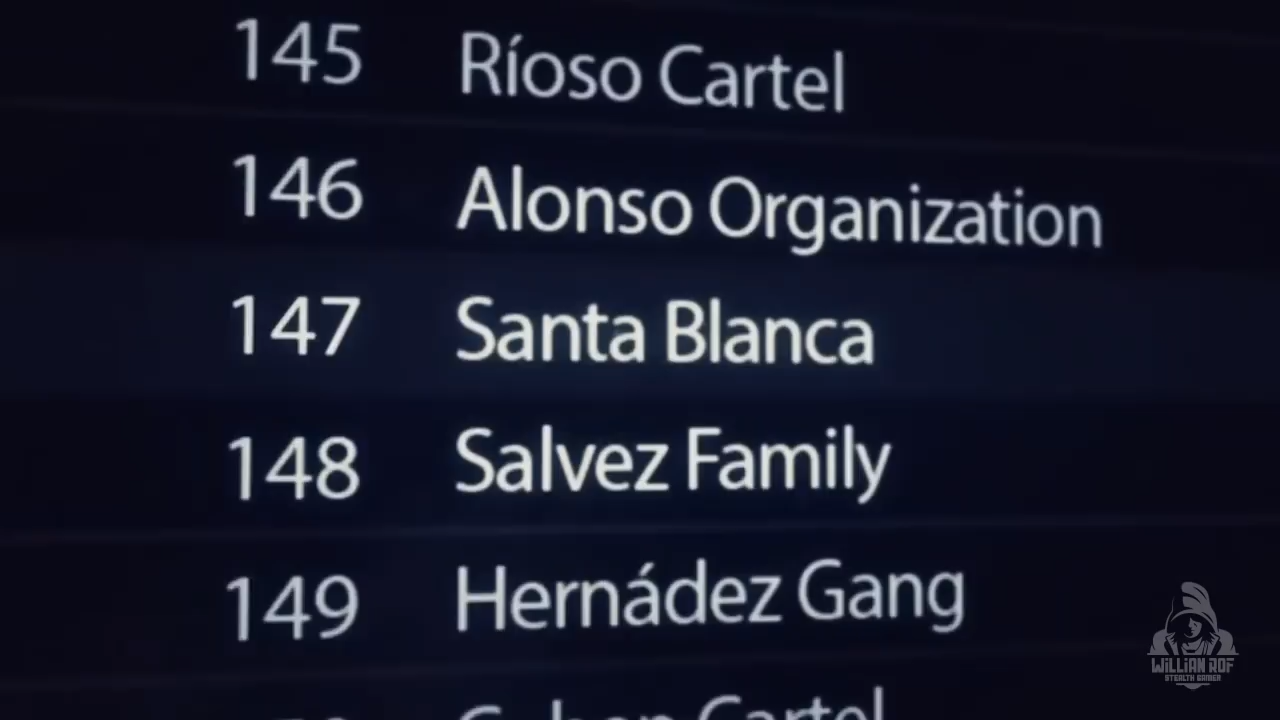 145 Ríoso Cartel
146 Alonso Organization
147 Santa Blanca
148 Salvez Family
149 Hernádez Gang
Cartel
WiLLiAN ROF
STEALTH GAMER